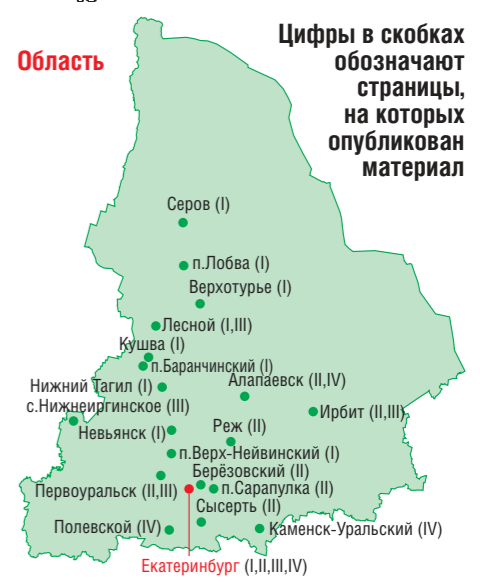 Область
Цифры в скобках
обозначают
страницы,
на которых
опубликован
материал
Серов (I)
п.Лобва (I)
Верхотурье (I)
Лесной (I,III)
Кушва (I)
п.Баранчинский (I)
Нижний Тагил (I)
Алапаевск (II,IV)
с.Нижнеиргинское (III)
Ирбит (II,III)
Невьянск (I)
Реж (II)
п.Верх-Нейвинский (I)
Берёзовский (II)
Первоуральск (II,III)
п.Сарапулка (II)
Сысерть (II)
Полевской (IV)
Каменск-Уральский (IV)
Екатеринбург (I,II,III,IV)